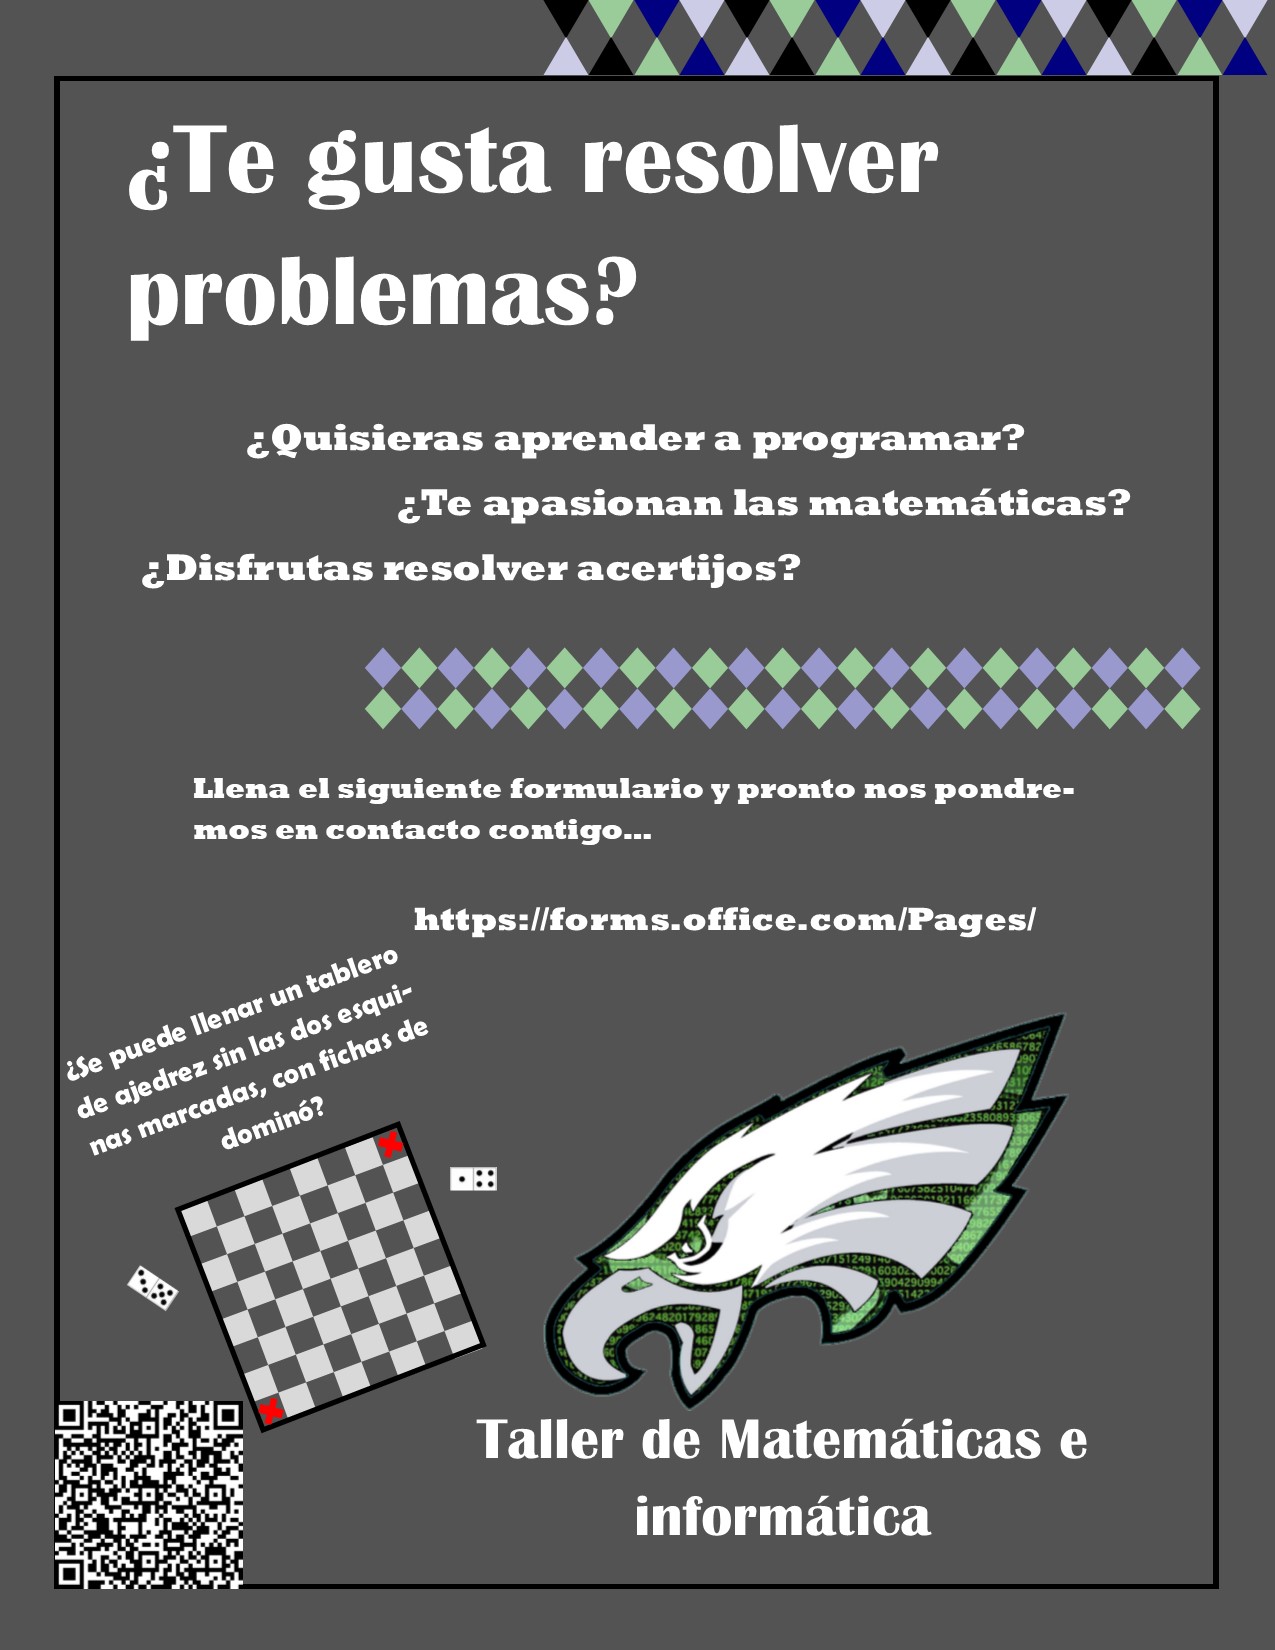 ¿Te gusta resolver
problemas?
¿Quisieras aprender a programar?
¿Te apasionan las matemáticas?
¿Disfrutas resolver acertijos?
Llena el siguiente formulario y pronto nos pondre-
mos en contacto contigo...
https://forms.office.com/Pages/
¿Se puede llenar un tablero
de ajedrez sin las dos esqui-
nas marcadas, con fichas de
dominó?
Taller de Matemáticas e
informática